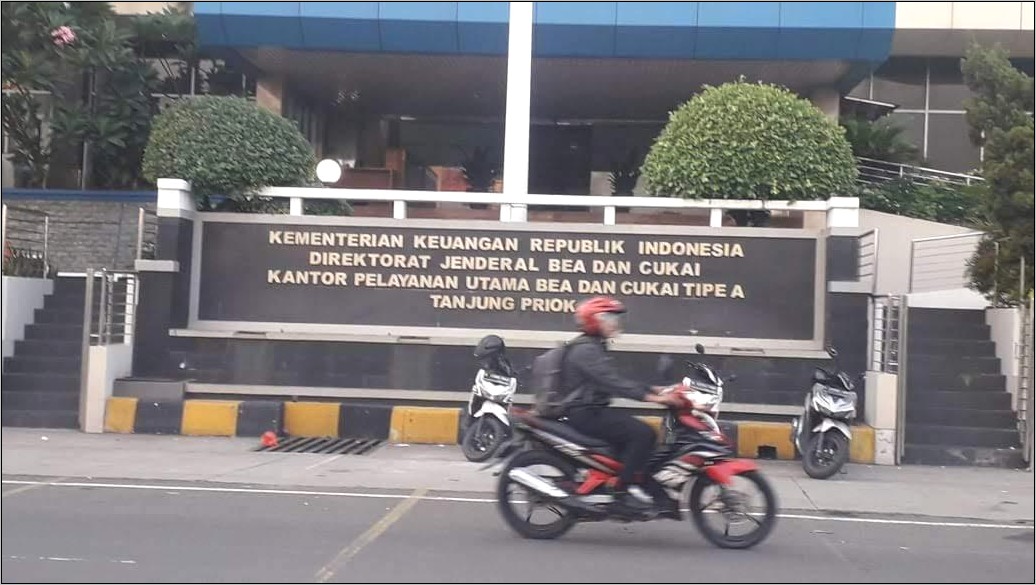 KEMENTERIAN KEUANGAN REPUBLIK INDONESIA
DIREKTORAT JENDERAL BEA DAN CUKAI
KANTOR PELAYANAN UTAMA BEA DAN CUKAI TIPE A
TANJUNG PRIOK